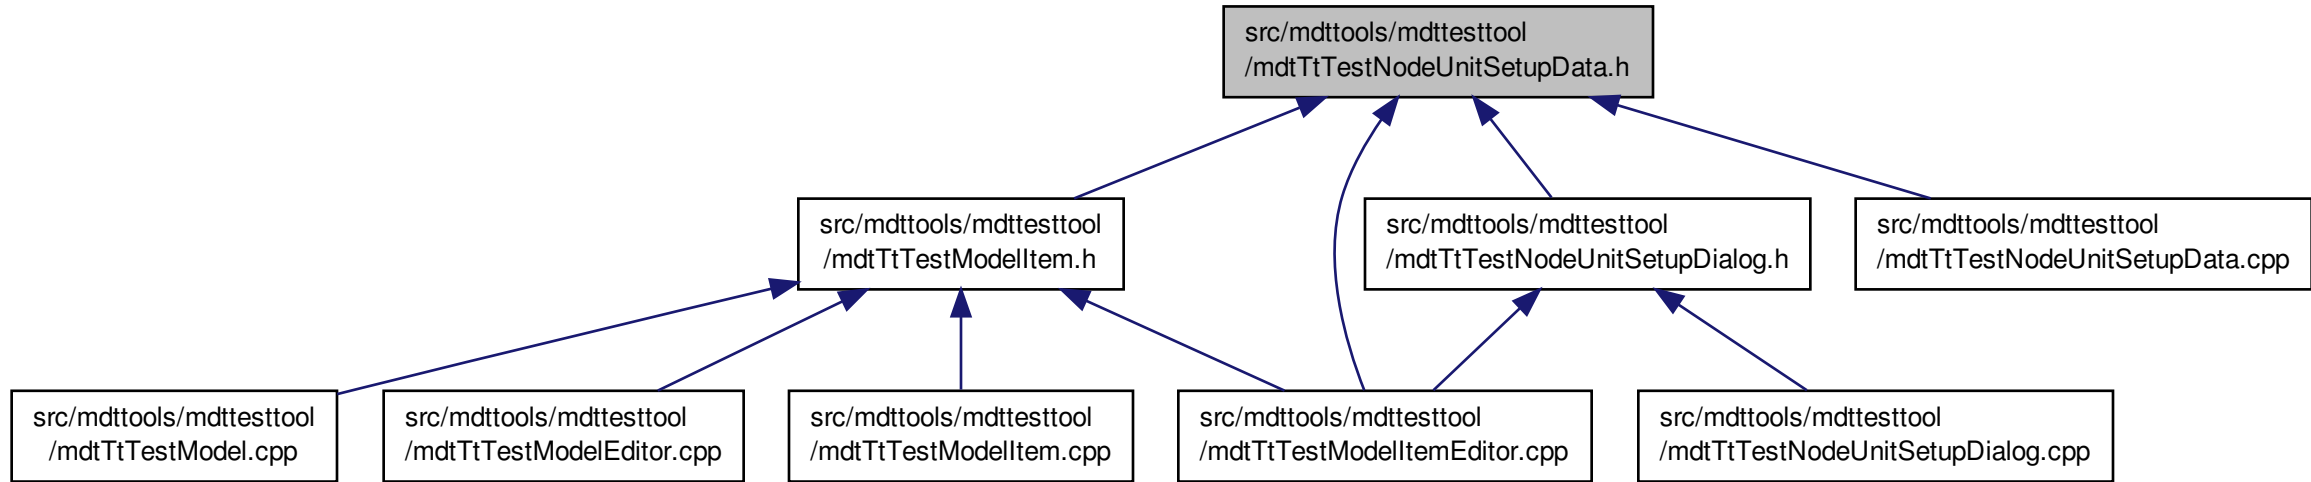 src/mdttools/mdttesttool
/mdtTtTestNodeUnitSetupData.h
src/mdttools/mdttesttool
/mdtTtTestModelItem.h
src/mdttools/mdttesttool
/mdtTtTestNodeUnitSetupDialog.h
src/mdttools/mdttesttool
/mdtTtTestNodeUnitSetupData.cpp
src/mdttools/mdttesttool
/mdtTtTestModel.cpp
src/mdttools/mdttesttool
/mdtTtTestModelEditor.cpp
src/mdttools/mdttesttool
/mdtTtTestModelItem.cpp
src/mdttools/mdttesttool
/mdtTtTestModelItemEditor.cpp
src/mdttools/mdttesttool
/mdtTtTestNodeUnitSetupDialog.cpp